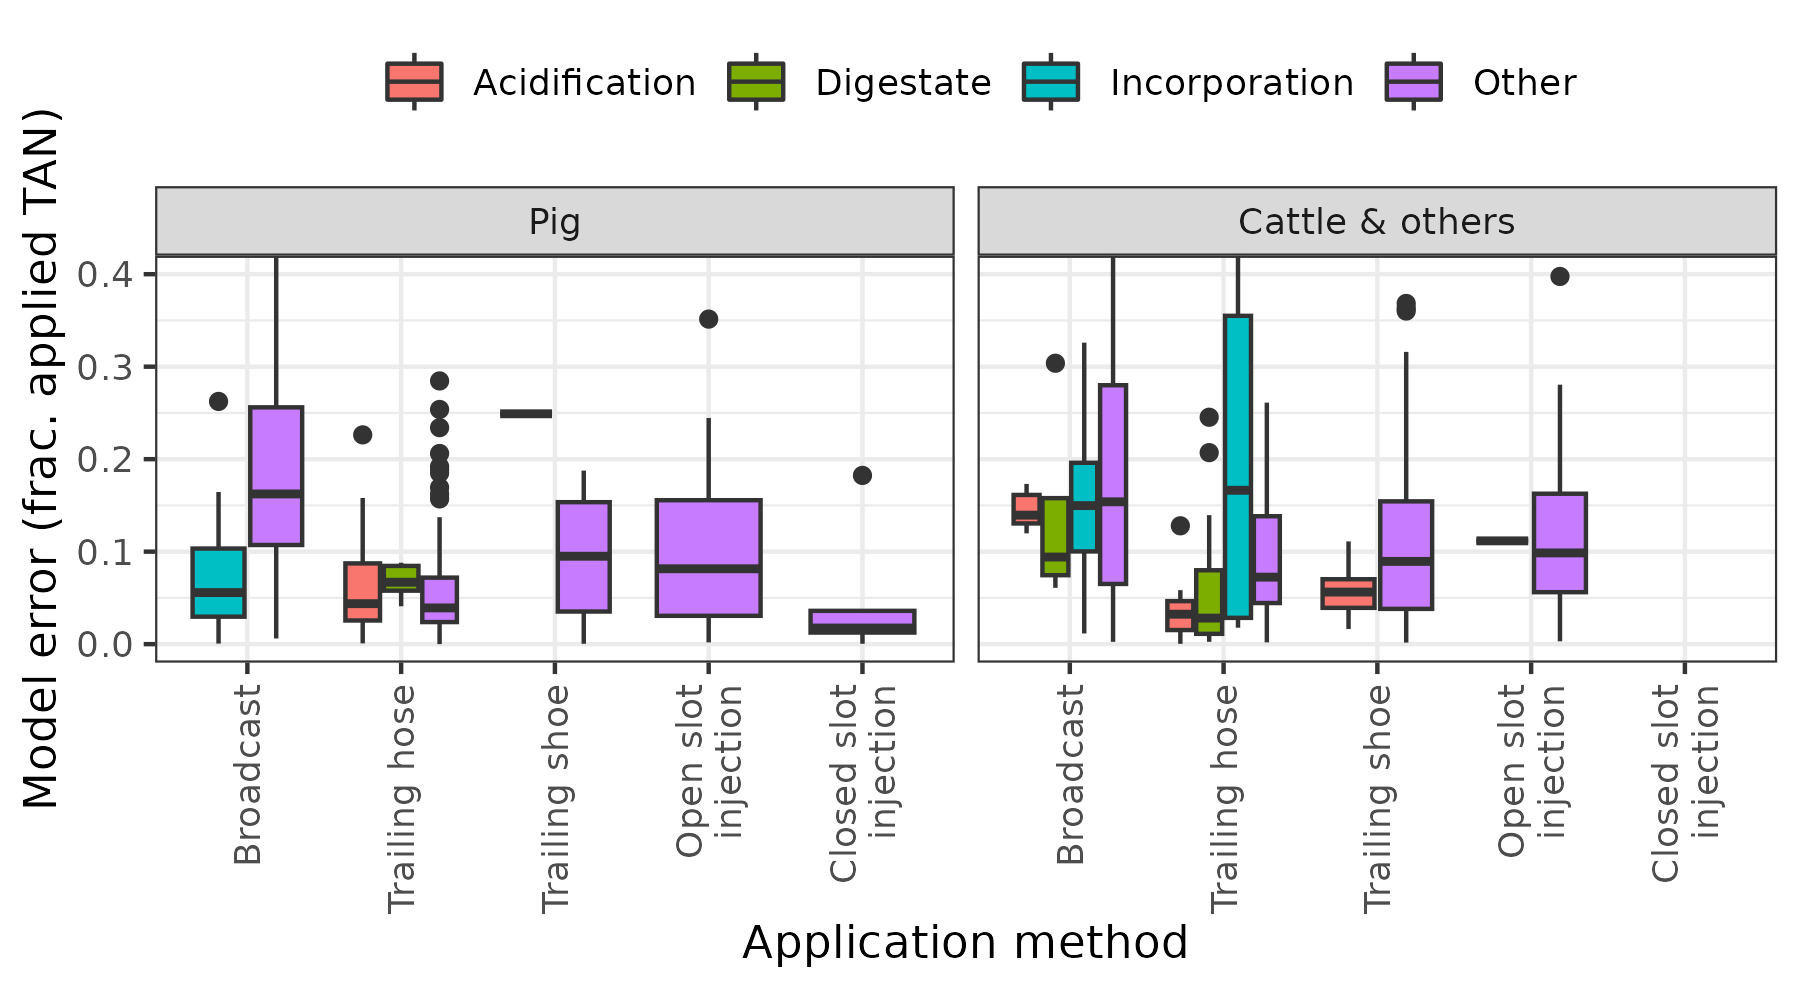 Acidification Digestate Incorporation Other
Pig
Cattle & others
Model error (frac. applied TAN)
0.4
0.3
0.2
0.1
0.0
Broadcast
Trailing hose
Trailing shoe
Open slot
injection
Closed slot
injection
Broadcast
Trailing hose
Trailing shoe
Open slot
injection
Closed slot
injection
Application method